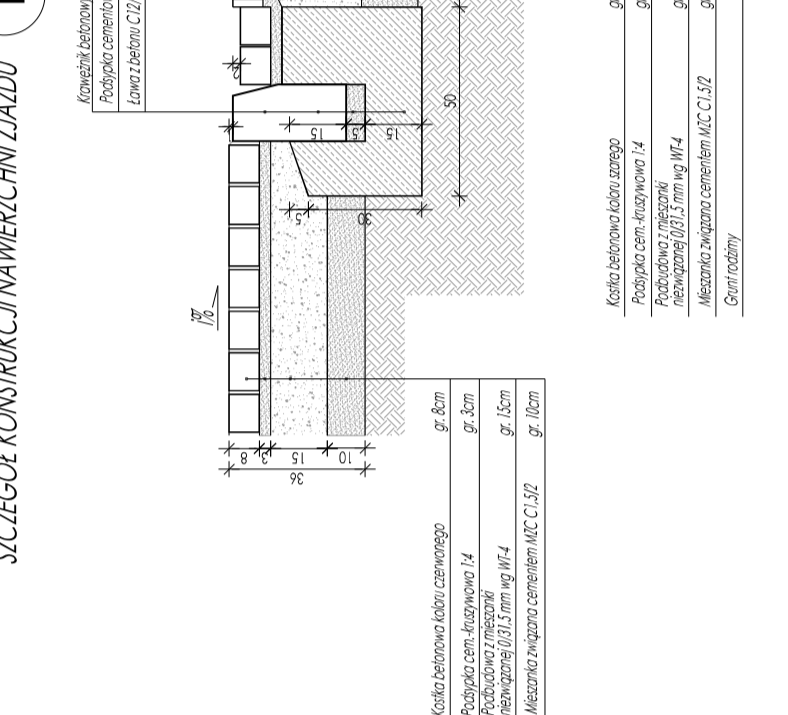 SZCZEGÓŁ KONSTRUKCJI NAWIERZCHNI ZJAZDU
Krawężnik betonowy
Podsypka cemento
Ława z betonu C12/
2
15
5
15
50
5
30
1%
8
3
15
10
36
Kostka betonowa koloru czerwonego gr. 8cm
Podsypka cem.-kruszywowa 1:4 gr. 3cm
Podbudowa z mieszanki
niezwiązanej 0/31,5 mm wg WT-4 gr. 15cm
Mieszanka związana cementem MZC C1,5/2 gr. 10cm
Kostka betonowa koloru szarego g
Podsypka cem.-kruszywowa 1:4 g
Podbudowa z mieszanki
niezwiązanej 0/31,5 mm wg WT-4 g
Mieszanka związana cementem MZC C1,5/2 g
Grunt rodzimy